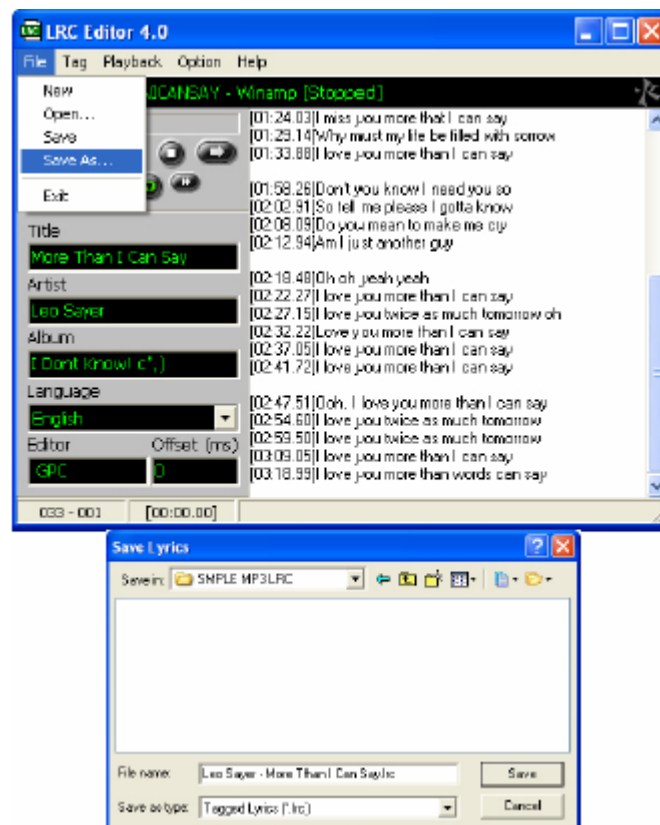 LRC Editor 4.0
File Tag Playback Option Help
New
Open...
Save
Save As...
Exit
Winamp [Stopped]
Title
More Than I Can Say
Artist
Leo Sayer
Album
Language
English
Editor Offset (ms)
GPC 0
[01:24.03]I miss you more that I can say
[01:29.14]Why must my life be filled with sorrow
[01:33.88]I love you more than I can say
[01:58.26]Don't you know I need you so
[02:02.91]So tell me please I gotta know
[02:08.09]Do you mean to make me cry
[02:12.94]Am I just another guy
[02:19.48]Oh oh yeah yeah
[02:22.27]I love you more than I can say
[02:27.15]I love you twice as much tomorrow oh
[02:32.22]Love you more than I can say
[02:37.05]I love you more than I can say
[02:41.72]I love you more than I can say
[02:47.51]Ooh, I love you more than I can say
[02:54.60]I love you twice as much tomorrow
[02:59.50]I love you twice as much tomorrow
[03:09.05]I love you more than I can say
[03:18.99]I love you more than words can say
033 - 001 [00:00.00]
Save Lyrics
Save in: SMPLE MP3LRC
File name: Leo Sayer - More Than I Can Say.lrc
Save
Save as type: Tagged Lyrics (*.lrc)
Cancel